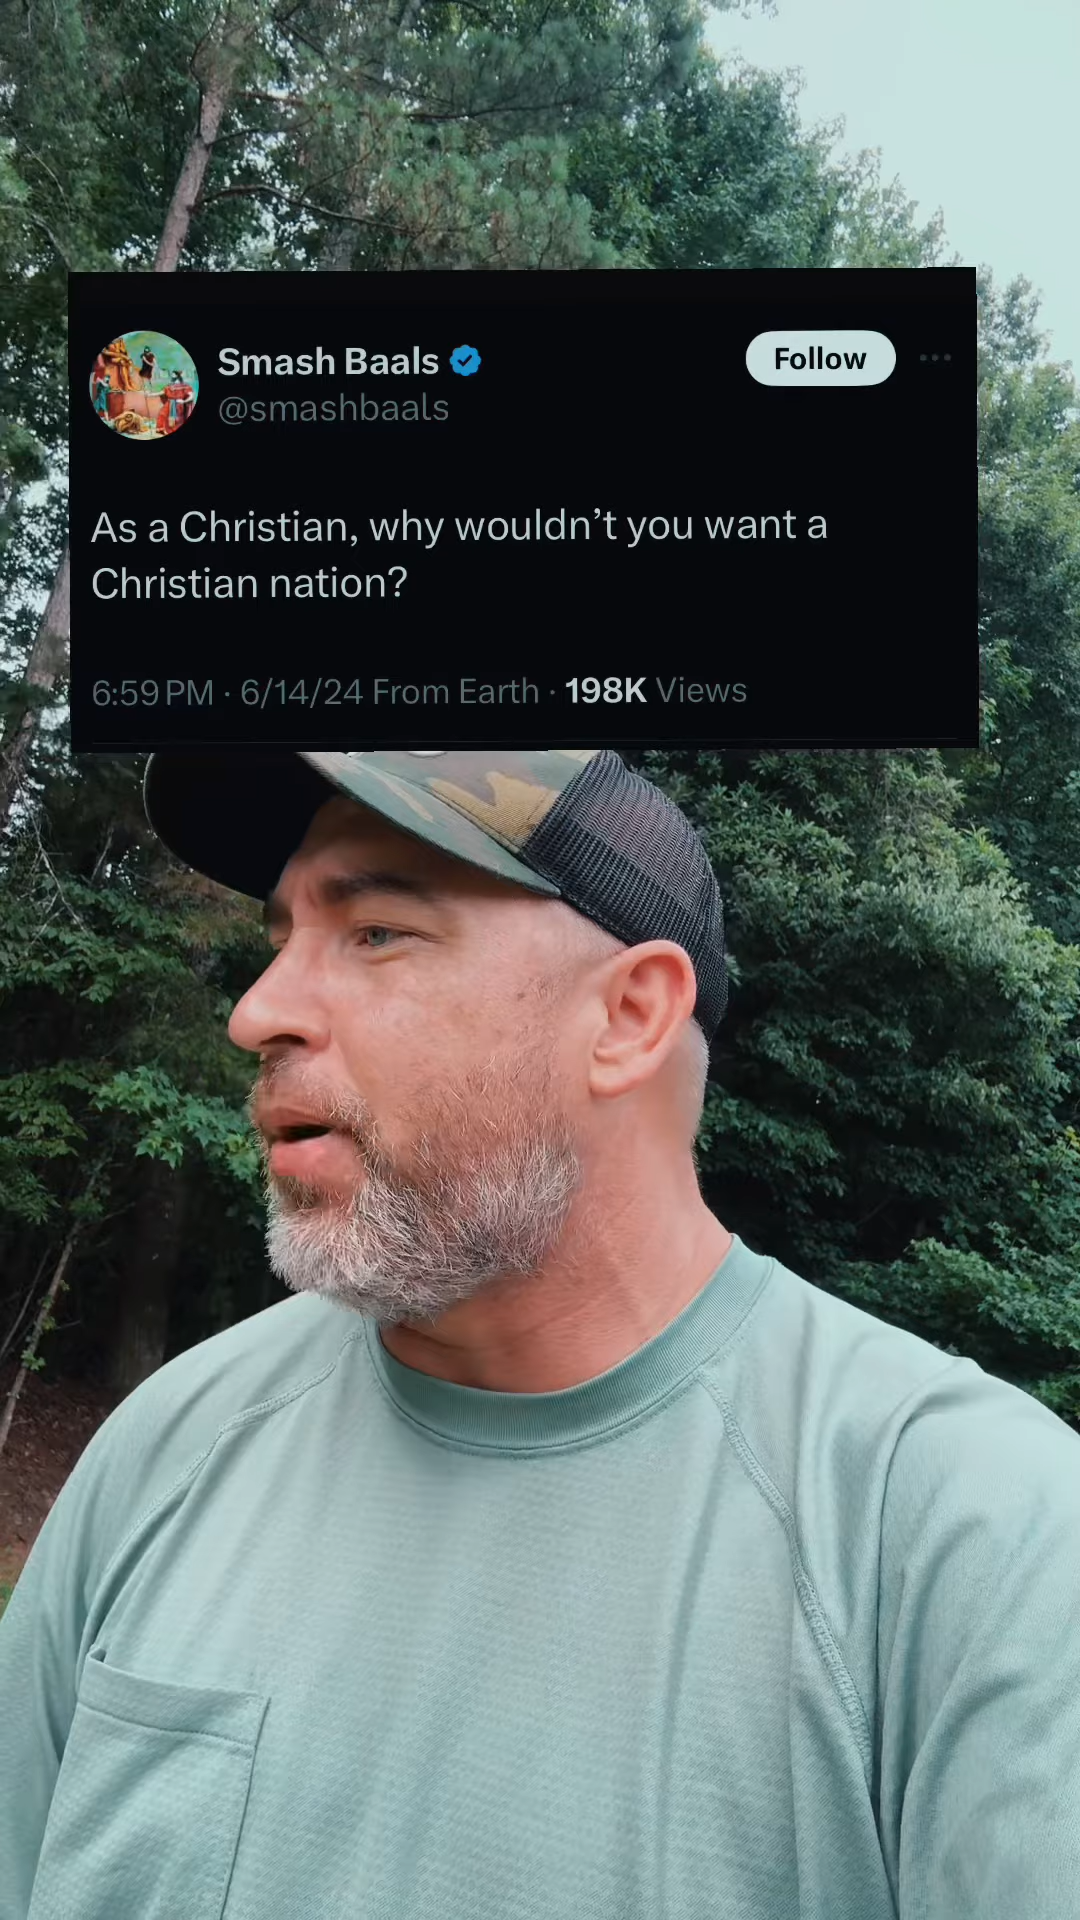 Smash Baals
Follow
@smashbaals
As a Christian, why wouldn’t you want a
Christian nation?
6:59 PM · 6/14/24 From Earth · 198K Views